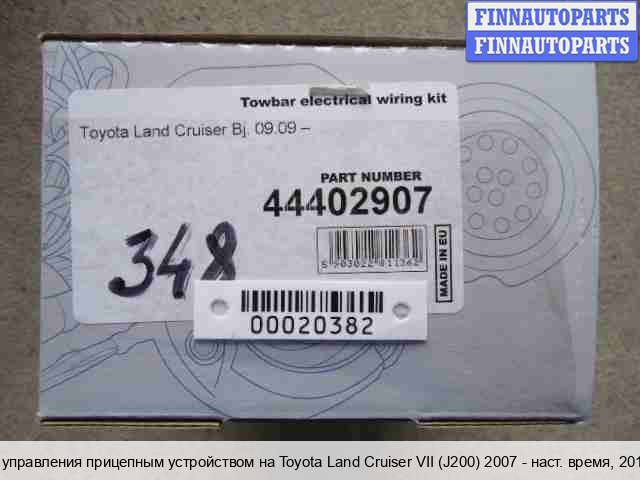 FINNAUTOPARTS
FINNAUTOPARTS
Towbar electrical wiring kit
Toyota Land Cruiser Bj. 09.09 –
PART NUMBER
44402907
348
MADE IN EU
00020382
управления прицепным устройством на Toyota Land Cruiser VII (J200) 2007 - наст. время, 201